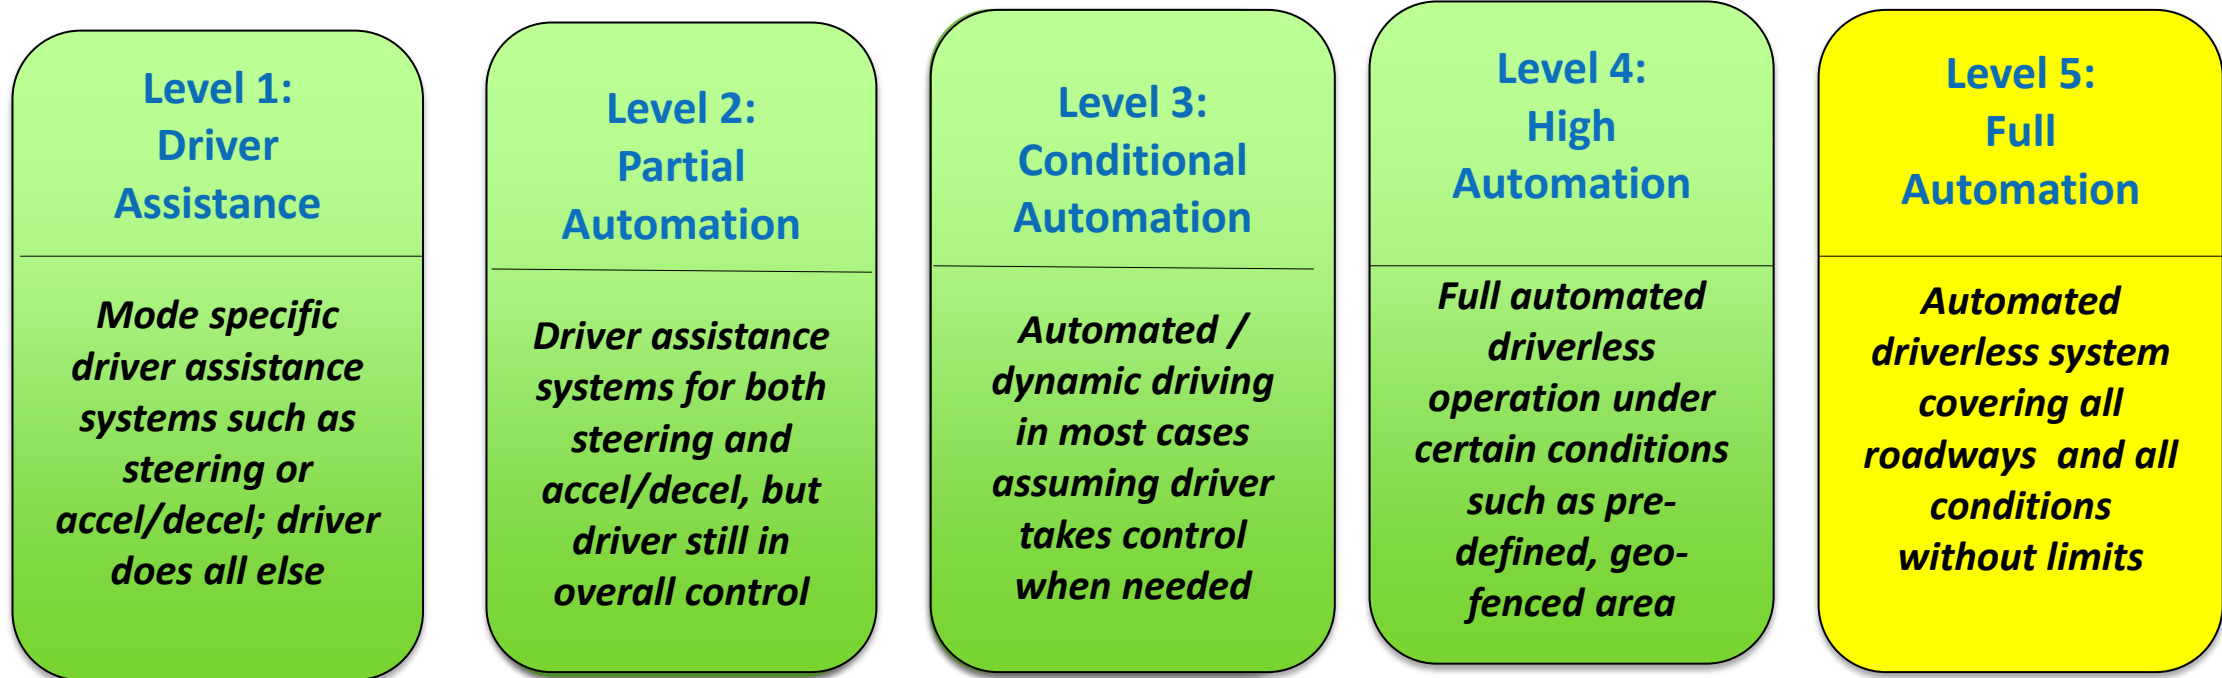 Level 1:
Driver
Assistance
Mode specific
driver assistance
systems such as
steering or
accel/decel; driver
does all else
Level 2:
Partial
Automation
Driver assistance
systems for both
steering and
accel/decel, but
driver still in
overall control
Level 3:
Conditional
Automation
Automated /
dynamic driving
in most cases
assuming driver
takes control
when needed
Level 4:
High
Automation
Full automated
driverless
operation under
certain conditions
such as pre-
defined, geo-
fenced area
Level 5:
Full
Automation
Automated
driverless system
covering all
roadways and all
conditions
without limits